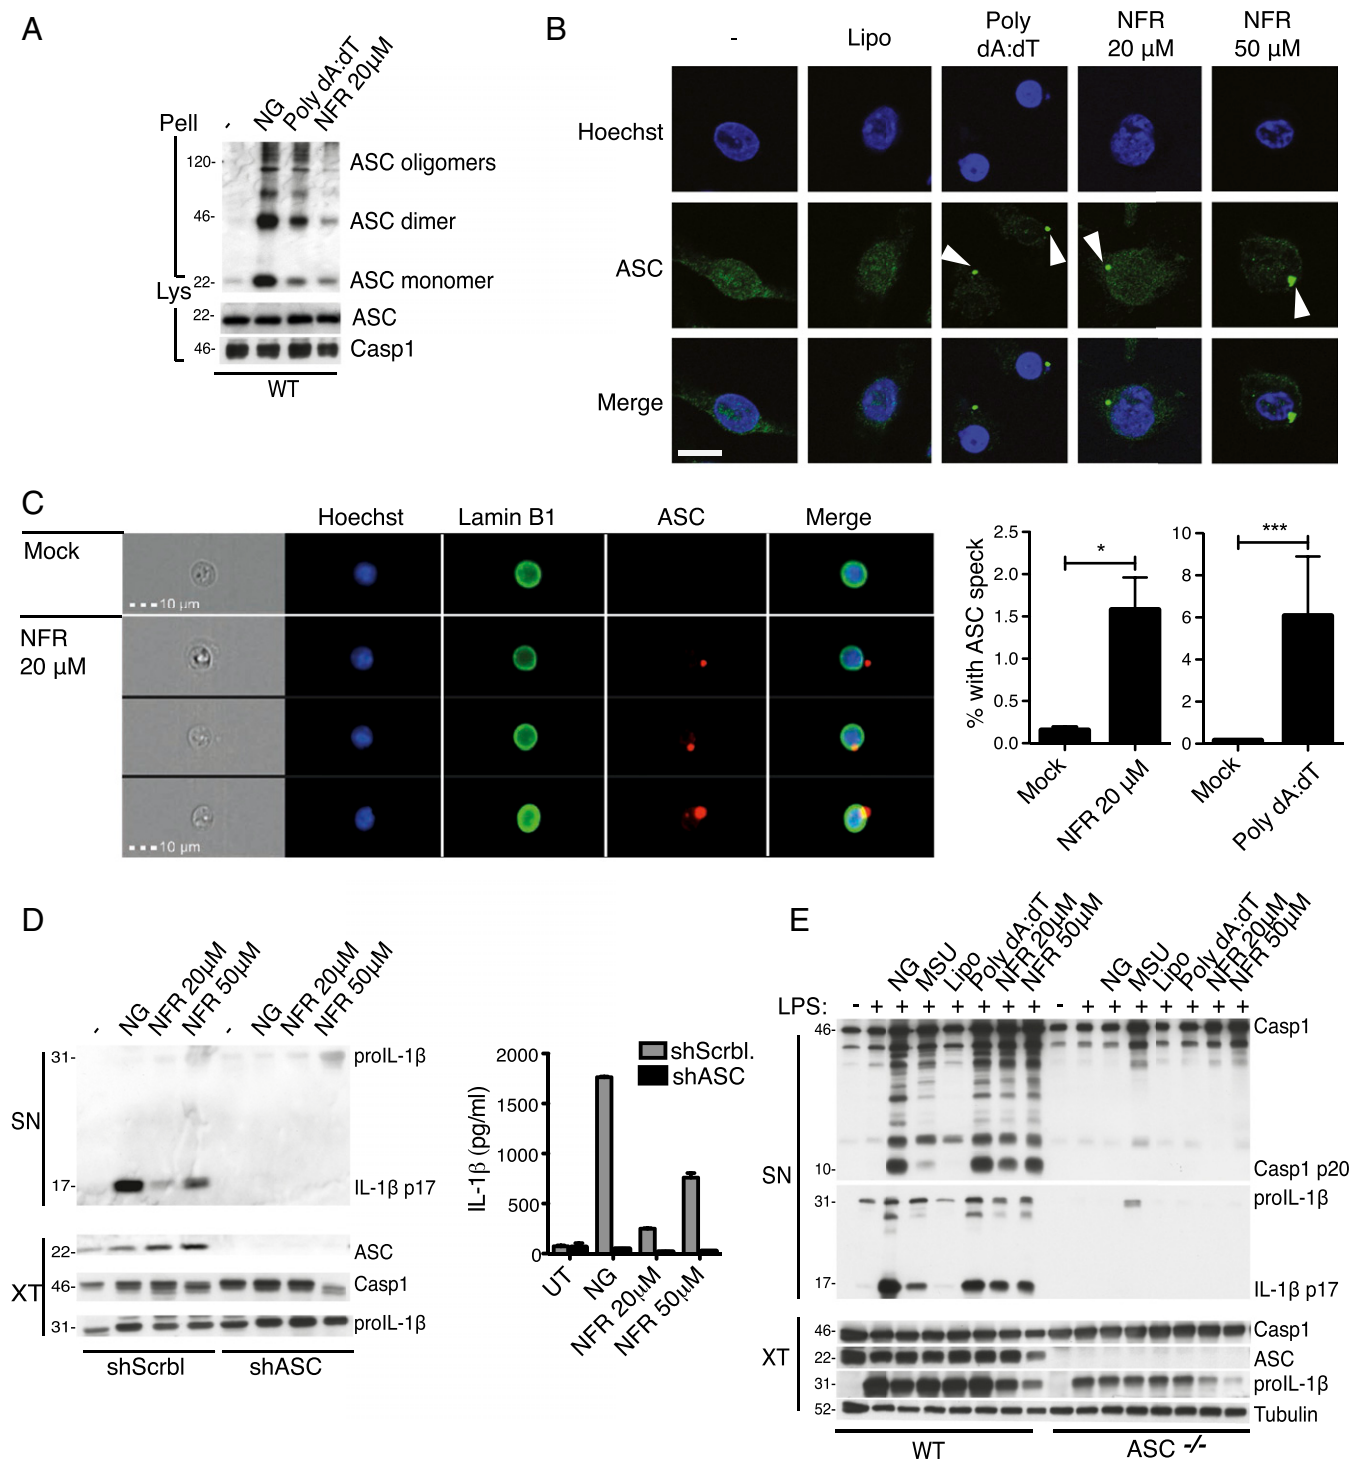 A
Pell
-
NG
Poly dA:dT
NFR 20µM
120-
ASC oligomers
46-
ASC dimer
22-
ASC monomer
Lys
22-
ASC
46-
Casp1
WT
B
-
Lipo
Poly
dA:dT
NFR
20 µM
NFR
50 µM
Hoechst
ASC
Merge
C
Hoechst
Lamin B1
ASC
Merge
Mock
10 µm
NFR
20 µM
10 µm
% with ASC speck
2.5
2.0
1.5
1.0
0.5
0.0
*
Mock
NFR 20 µM
10
8
6
4
2
0
***
Mock
Poly dA:dT
D
-
NG
NFR 20µM
NFR 50µM
-
NG
NFR 20µM
NFR 50µM
SN
31-
proIL-1β
17-
IL-1β p17
XT
22-
ASC
46-
Casp1
31-
proIL-1β
shScrbl
shASC
IL-1β (pg/ml)
2000
1500
1000
500
0
shScrbl.
shASC
UT
NG
NFR 20µM
NFR 50µM
E
NG
MSU
Lipo
Poly dA:dT
NFR 20µM
NFR 50µM
NG
MSU
Lipo
Poly dA:dT
NFR 20µM
NFR 50µM
LPS: - + + + + + + + - + + + + + + +
SN
46-
Casp1
10-
Casp1 p20
31-
proIL-1β
17-
IL-1β p17
XT
46-
Casp1
22-
ASC
31-
proIL-1β
52-
Tubulin
WT
ASC -/-